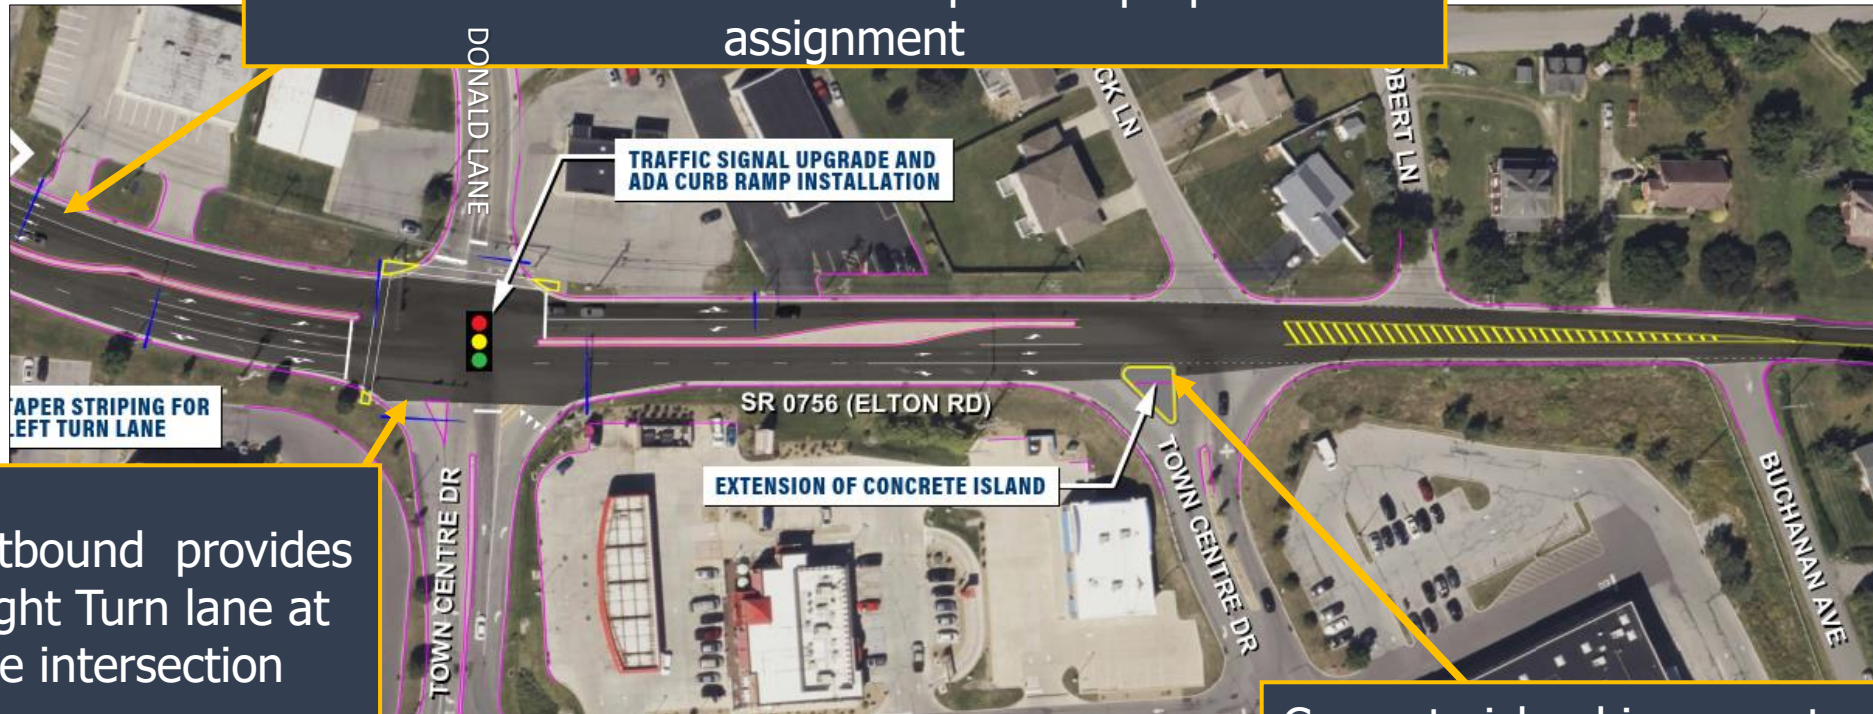 assignment
DONALD LANE
TRAFFIC SIGNAL UPGRADE AND
ADA CURB RAMP INSTALLATION
CK LN
OBERT LN
TAPER STRIPING FOR
LEFT TURN LANE
SR 0756 (ELTON RD)
EXTENSION OF CONCRETE ISLAND
tbound provides
ght Turn lane at
e intersection
TOWN CENTRE DR
TOWN CENTRE DR
BUCHANAN AVE